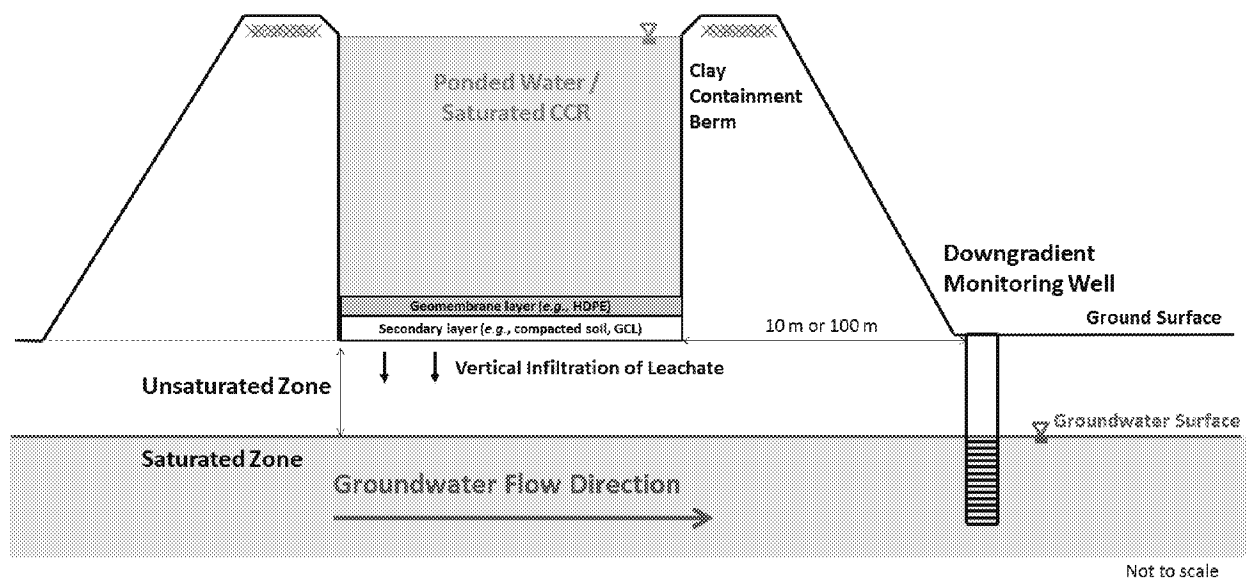 Ponded Water /
Saturated CCR
Clay
Containment
Berm
Geomembrane layer (e.g., HDPE)
Secondary layer (e.g., compacted soil, GCL)
10 m or 100 m
Downgradient
Monitoring Well
Ground Surface
Vertical Infiltration of Leachate
Unsaturated Zone
Groundwater Surface
Saturated Zone
Groundwater Flow Direction
Not to scale